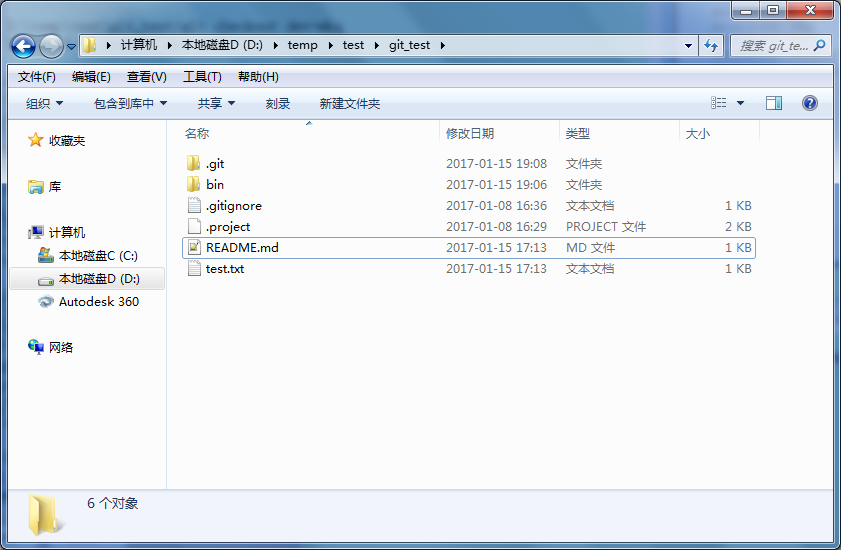 计算机 本地磁盘D (D:) temp test git_test 搜索 git_te...
文件(F) 编辑(E) 查看(V) 工具(T) 帮助(H)
组织 包含到库中 共享 刻录 新建文件夹
收藏夹
库
计算机
本地磁盘C (C:)
本地磁盘D (D:)
Autodesk 360
网络
名称 修改日期 类型 大小
.git 2017-01-15 19:08 文件夹
bin 2017-01-15 19:06 文件夹
.gitignore 2017-01-08 16:36 文本文档 1 KB
.project 2017-01-08 16:29 PROJECT 文件 2 KB
README.md 2017-01-15 17:13 MD 文件 1 KB
test.txt 2017-01-15 17:13 文本文档 1 KB
6 个对象